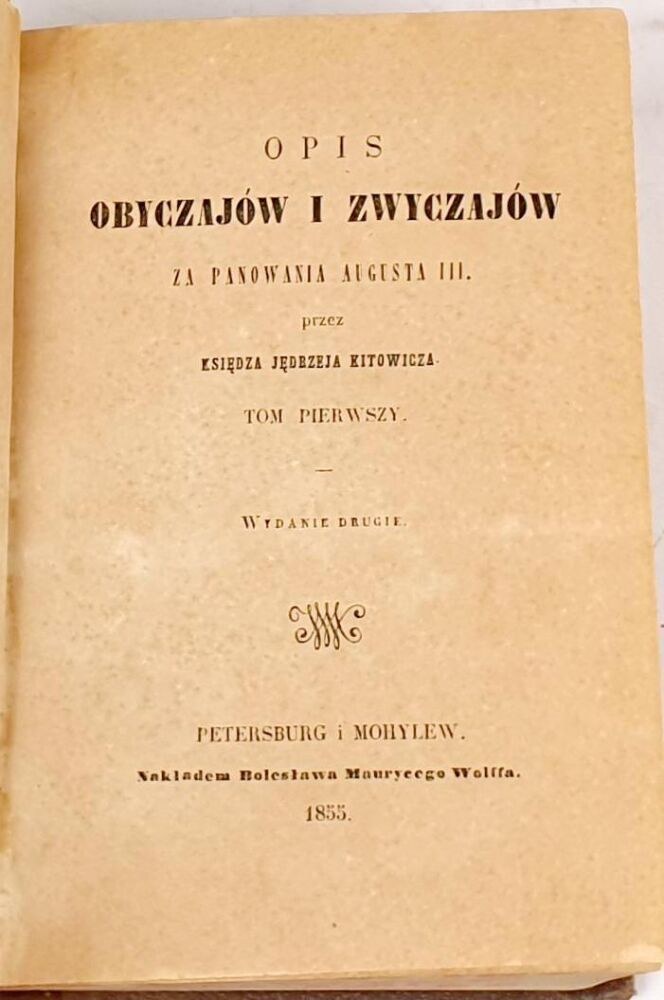 OPIS
OBYCZAJÓW I ZWYCZAJÓW
ZA PANOWANIA AUGUSTA III.
przez
KSIĘDZA JĘDRZEJA KITOWICZA.
TOM PIERWSZY.
WYDANIE DRUGIE.
PETERSBURG i MOHYLEW.
Nakładem Bolesława Maurycego Wolffa.
1855.